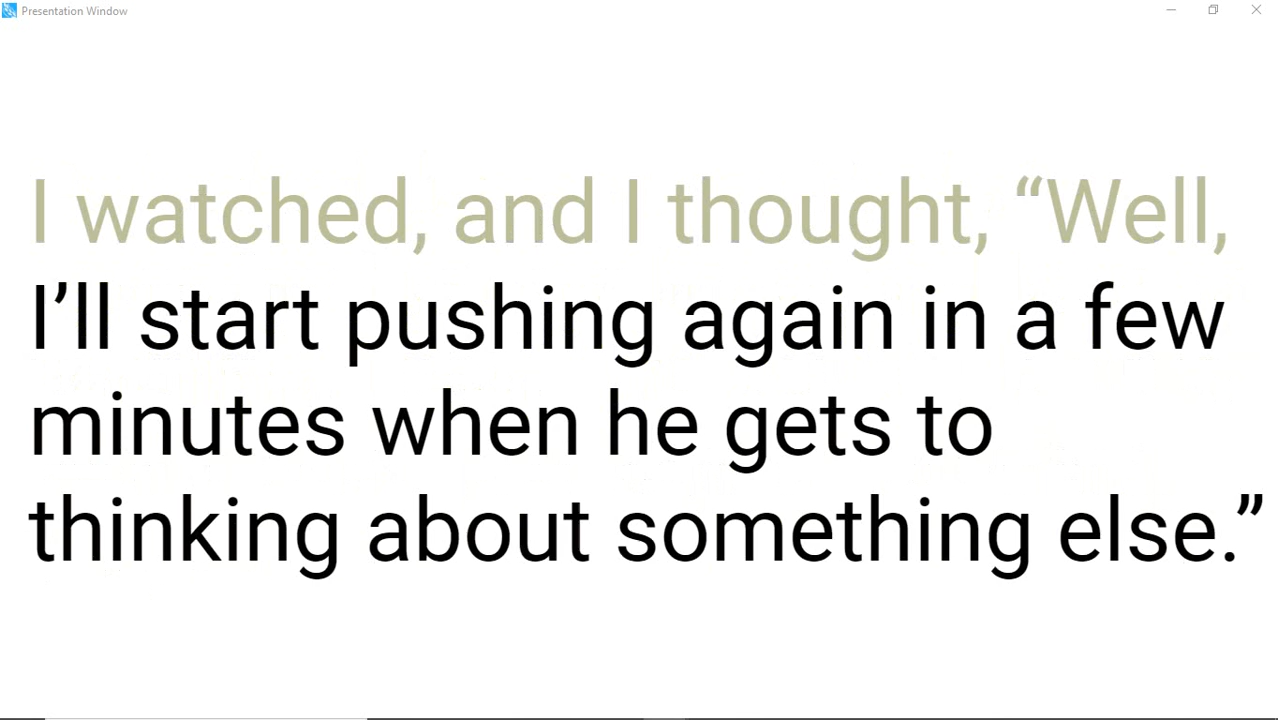 Presentation Window
I watched, and I thought, “Well,
I’ll start pushing again in a few
minutes when he gets to
thinking about something else.”